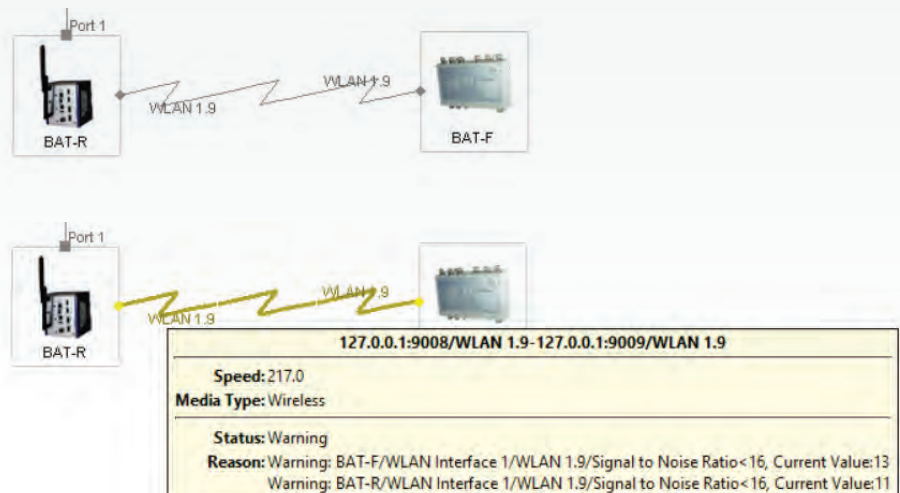 Port 1
WLAN 1.9
WLAN 1.9
BAT-R
BAT-F
Port 1
WLAN 1.9
WLAN 1.9
BAT-R
127.0.0.1:9008/WLAN 1.9-127.0.0.1:9009/WLAN 1.9
Speed: 217.0
Media Type: Wireless
Status: Warning
Reason: Warning: BAT-F/WLAN Interface 1/WLAN 1.9/Signal to Noise Ratio<16, Current Value:13
Warning: BAT-R/WLAN Interface 1/WLAN 1.9/Signal to Noise Ratio<16, Current Value:11